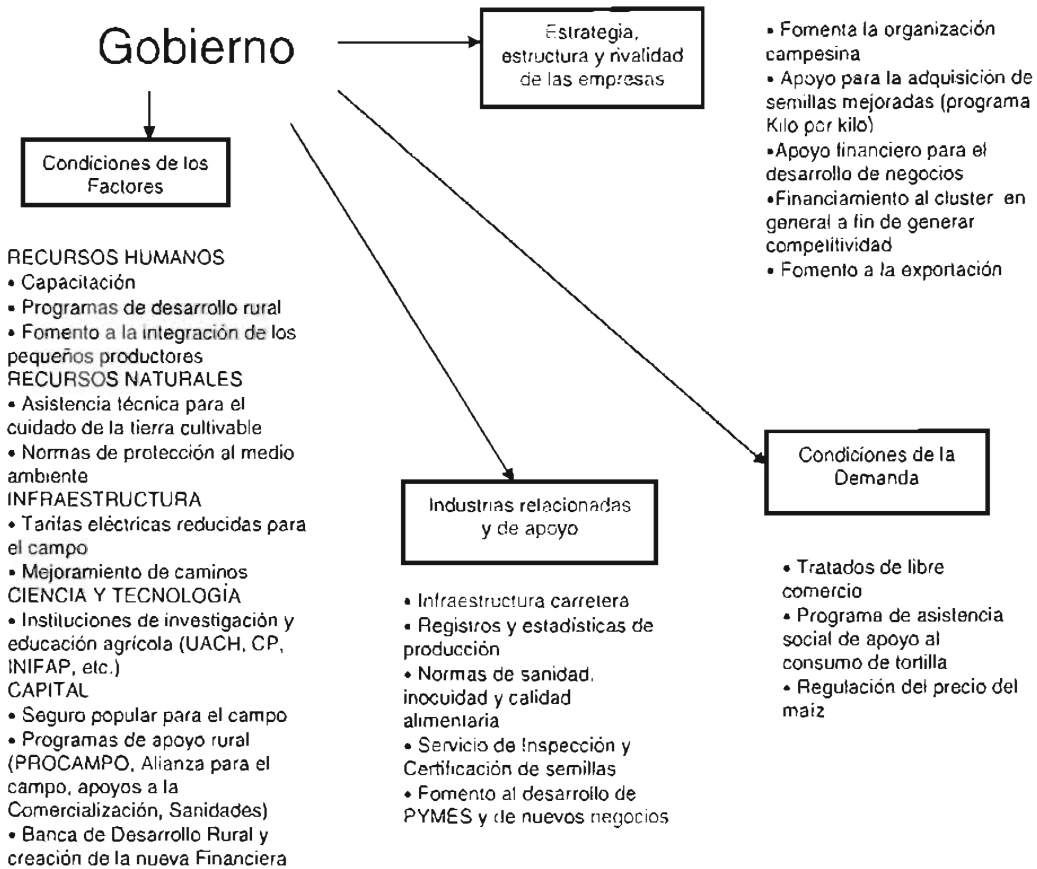 Gobierno
Estrategia,
estructura y rivalidad
de las empresas
• Fomenta la organización
campesina
• Apoyo para la adquisición de
semillas mejoradas (programa
Kilo por kilo)
•Apoyo financiero para el
desarrollo de negocios
•Financiamiento al cluster en
general a fin de generar
competitividad
• Fomento a la exportación
Condiciones de los
Factores
RECURSOS HUMANOS
• Capacitación
• Programas de desarrollo rural
• Fomento a la integración de los
pequeños productores
RECURSOS NATURALES
• Asistencia técnica para el
cuidado de la tierra cultivable
• Normas de protección al medio
ambiente
INFRAESTRUCTURA
• Tarifas eléctricas reducidas para
el campo
• Mejoramiento de caminos
CIENCIA Y TECNOLOGÍA
• Instituciones de investigación y
educación agrícola (UACH, CP,
INIFAP, etc.)
CAPITAL
• Seguro popular para el campo
• Programas de apoyo rural
(PROCAMPO, Alianza para el
campo, apoyos a la
Comercialización, Sanidades)
• Banca de Desarrollo Rural y
creación de la nueva Financiera
Industrias relacionadas
y de apoyo
• Infraestructura carretera
• Registros y estadísticas de
producción
• Normas de sanidad,
inocuidad y calidad
alimentaria
• Servicio de Inspección y
Certificación de semillas
• Fomento al desarrollo de
PYMES y de nuevos negocios
Condiciones de la
Demanda
• Tratados de libre
comercio
• Programa de asistencia
social de apoyo al
consumo de tortilla
• Regulación del precio del
maíz